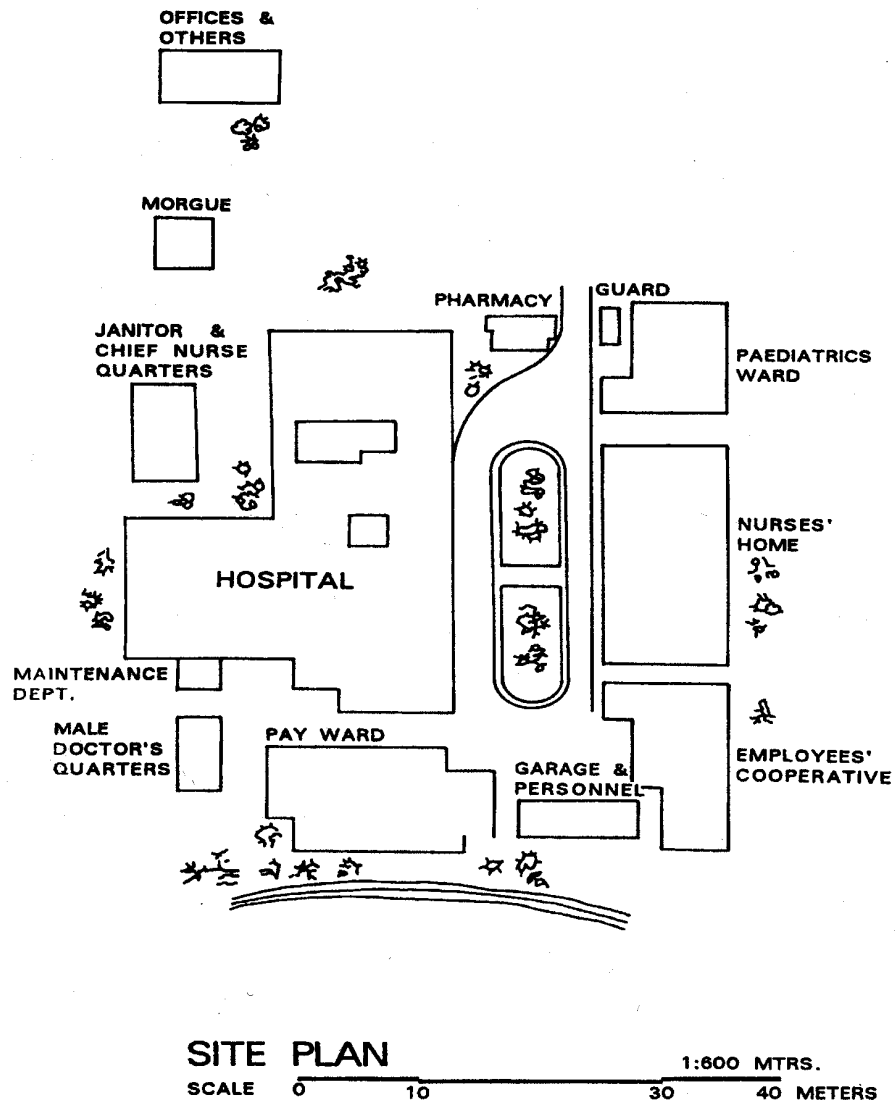 OFFICES &
OTHERS
MORGUE
PHARMACY
GUARD
JANITOR &
CHIEF NURSE
QUARTERS
PAEDIATRICS
WARD
NURSES'
HOME
HOSPITAL
MAINTENANCE
DEPT.
MALE
DOCTOR'S
QUARTERS
PAY WARD
GARAGE &
PERSONNEL
EMPLOYEES'
COOPERATIVE
SITE PLAN
1:600 MTRS.
SCALE 0 10 30 40 METERS